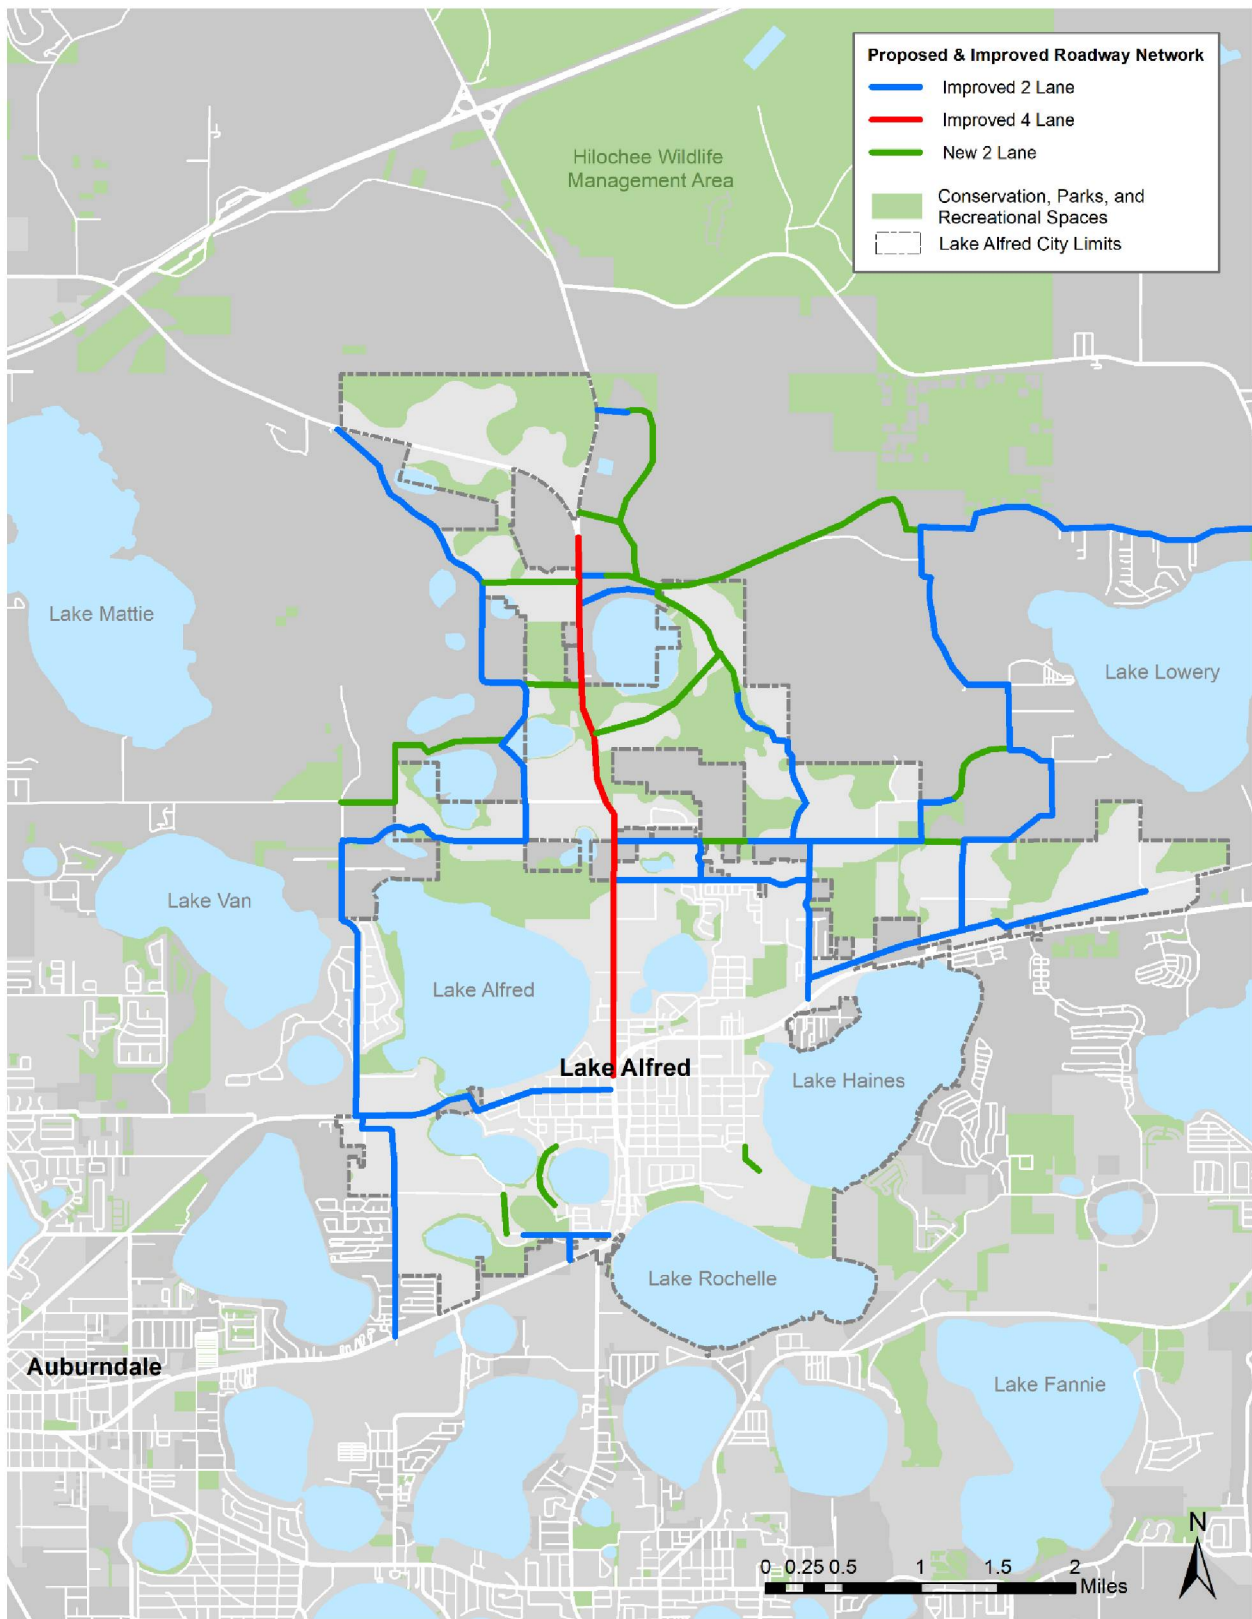 Proposed & Improved Roadway Network
Improved 2 Lane
Improved 4 Lane
New 2 Lane
Conservation, Parks, and
Recreational Spaces
Lake Alfred City Limits
Hilochee Wildlife
Management Area
Lake Mattie
Lake Lowery
Lake Van
Lake Alfred
Lake Alfred
Lake Haines
Lake Rochelle
Auburndale
Lake Fannie
N
0 0.25 0.5 1 1.5 2
Miles